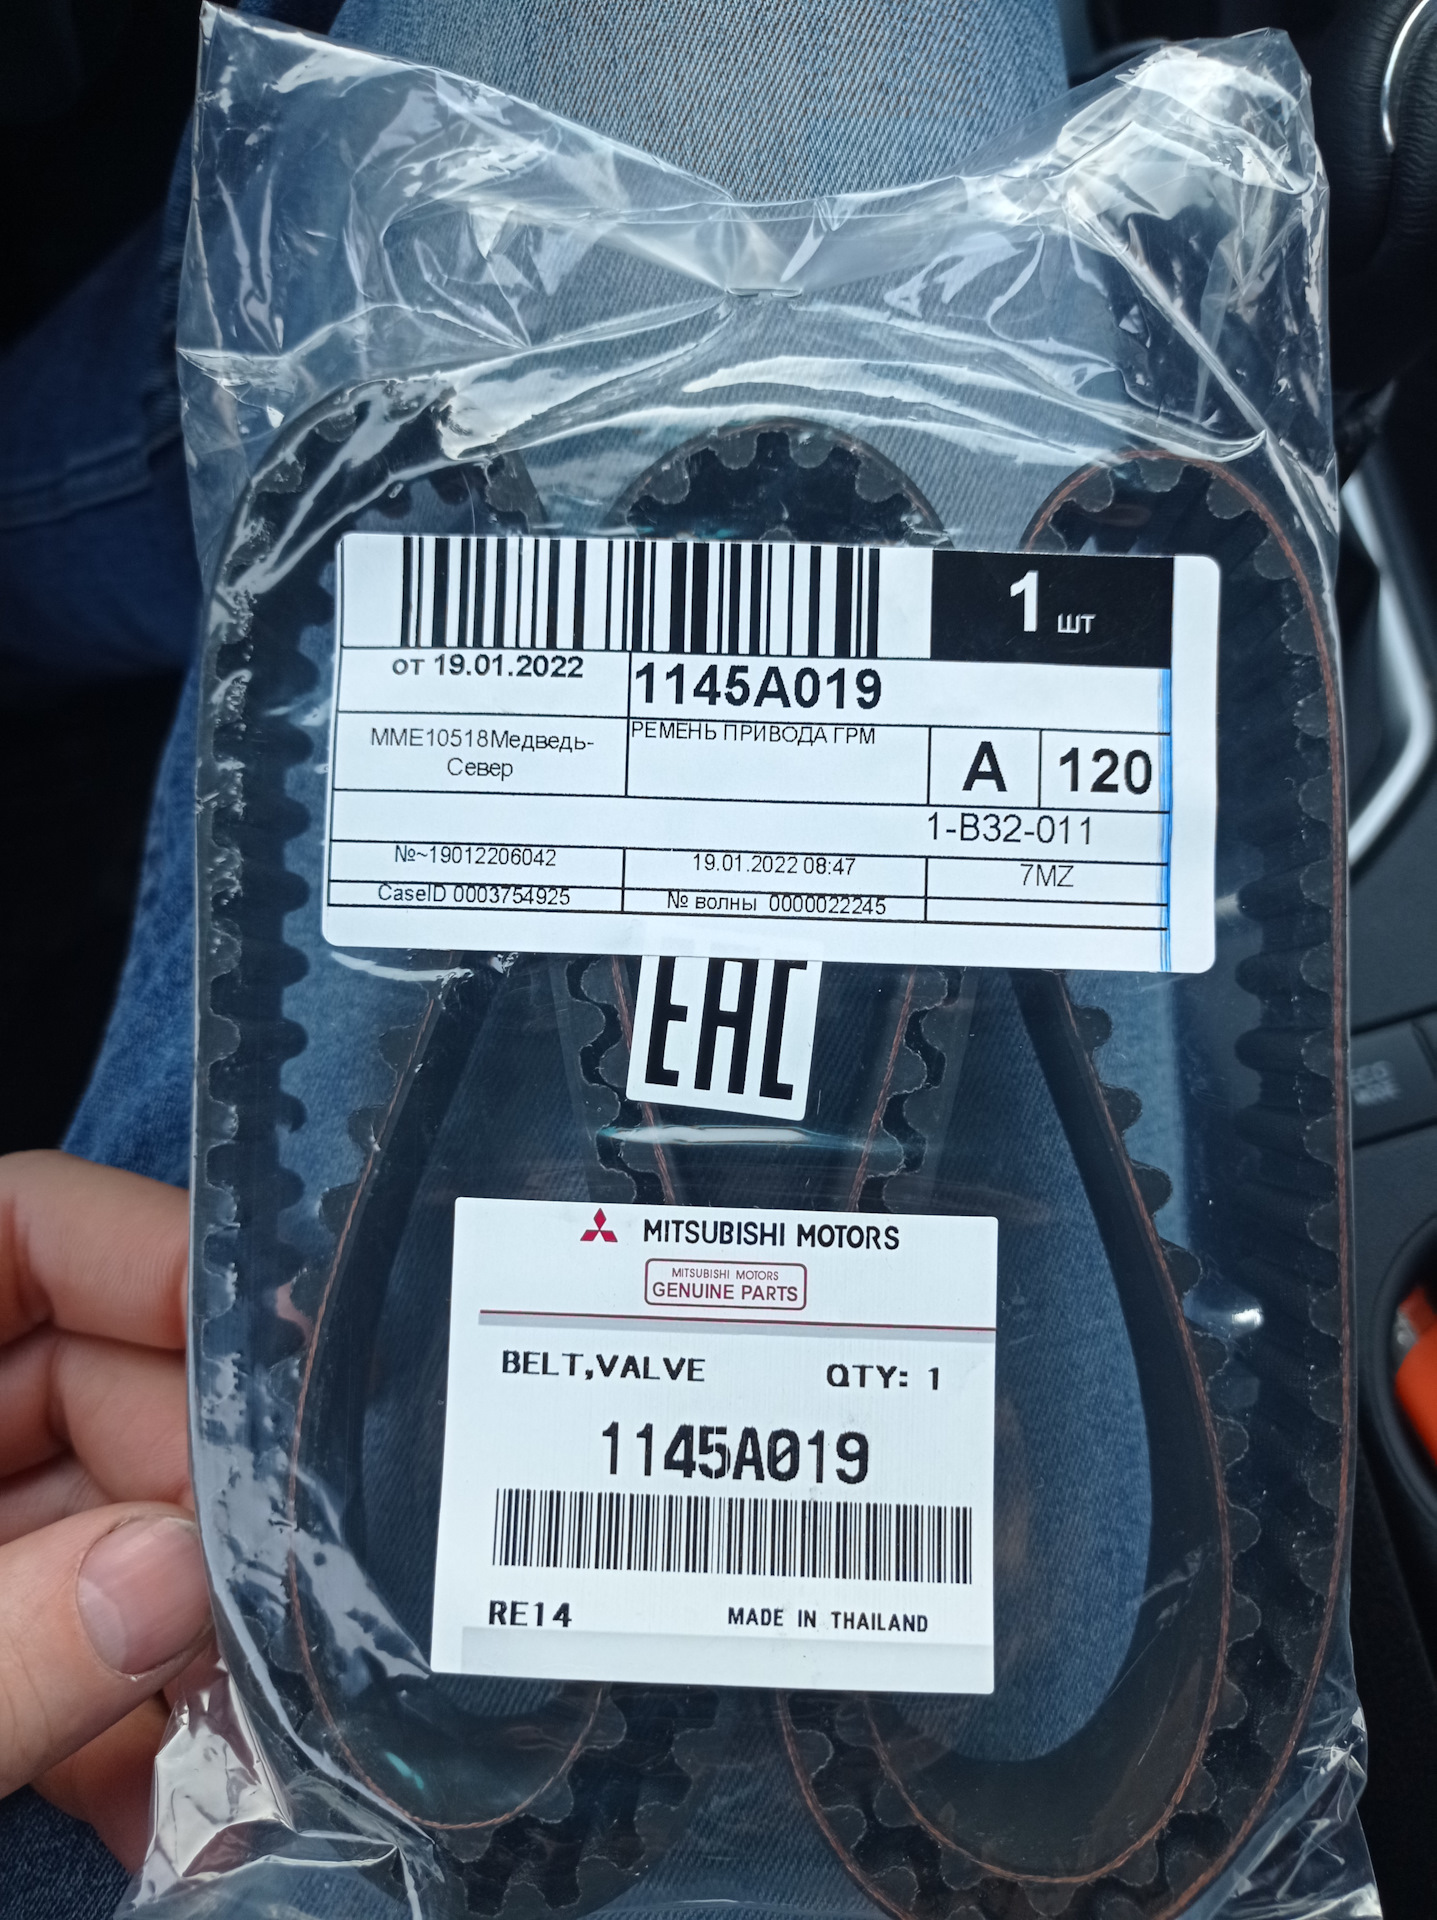 1 шт
от 19.01.2022
1145A019
ММЕ10518Медведь-
Север
РЕМЕНЬ ПРИВОДА ГРМ
A
120
1-B32-011
№~19012206042
19.01.2022 08:47
7MZ
CaseID 0003754925
№ волны 0000022245
EAC
MITSUBISHI MOTORS
MITSUBISHI MOTORS
GENUINE PARTS
BELT,VALVE QTY: 1
1145A019
RE14 MADE IN THAILAND